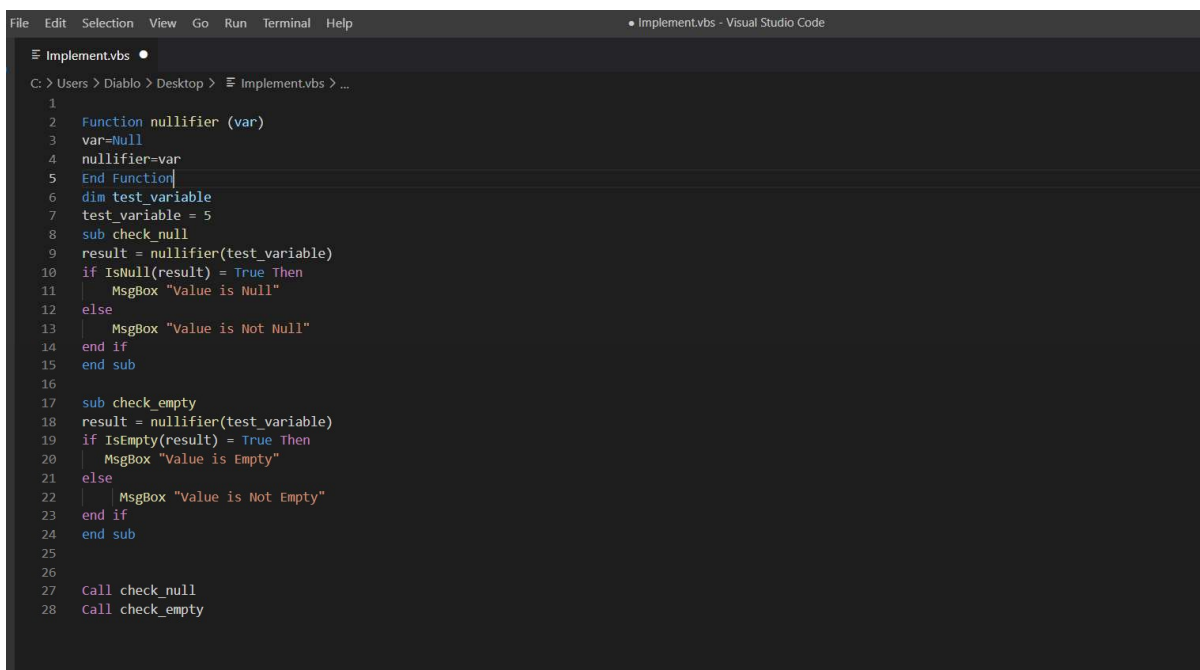 File Edit Selection View Go Run Terminal Help ● Implement.vbs - Visual Studio Code
Implement.vbs ●
C: > Users > Diablo > Desktop > Implement.vbs > ...
1
2 Function nullifier (var)
3 var=Null
4 nullifier=var
5 End Function
6 dim test_variable
7 test_variable = 5
8 sub check_null
9 result = nullifier(test_variable)
10 if IsNull(result) = True Then
11 MsgBox "Value is Null"
12 else
13 MsgBox "Value is Not Null"
14 end if
15 end sub
16
17 sub check_empty
18 result = nullifier(test_variable)
19 if IsEmpty(result) = True Then
20 MsgBox "Value is Empty"
21 else
22 MsgBox "Value is Not Empty"
23 end if
24 end sub
25
26
27 Call check_null
28 Call check_empty